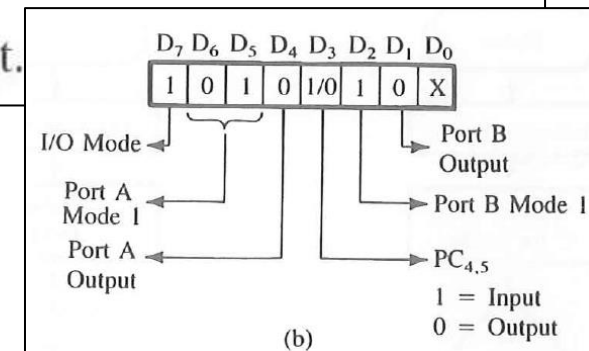 t.
D7 D6 D5 D4 D3 D2 D1 D0
1 0 1 0 1/0 1 0 X
I/O Mode
Port A
Mode 1
Port A
Output
Port B
Output
Port B Mode 1
PC4,5
1 = Input
0 = Output
(b)